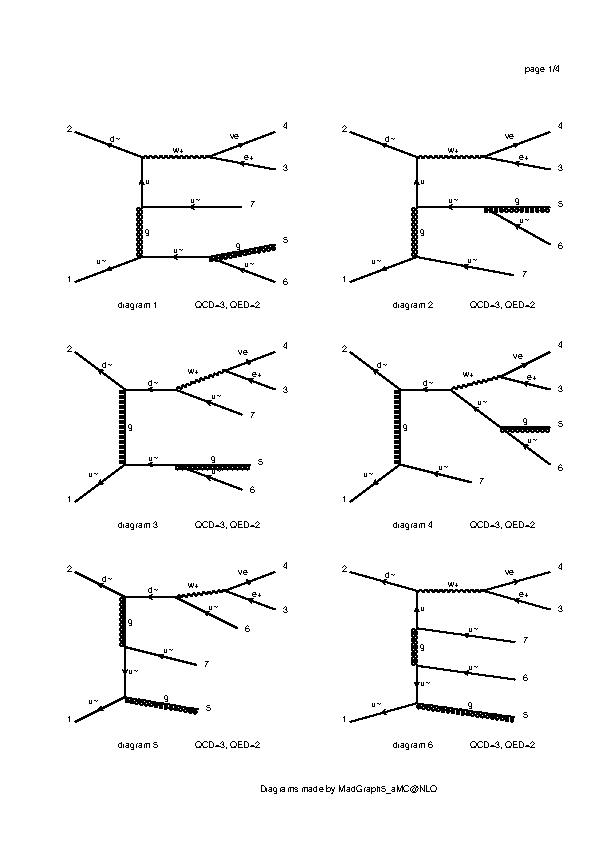 page 1/4
2 d~ w+ ve 4
e+ 3
u
u~ 7
g
u~ g 5
1 u~ u~ 6
diagram 1 QCD=3, QED=2
2 d~ w+ ve 4
e+ 3
u
u~ g 5
g
u~ 6
1 u~ u~ 7
diagram 2 QCD=3, QED=2
2 d~ w+ ve 4
d~ e+ 3
u~ 7
g
u~ g 5
1 u~ u~ 6
diagram 3 QCD=3, QED=2
2 d~ w+ ve 4
d~ e+ 3
u~
g g 5
u~ 6
1 u~ u~ 7
diagram 4 QCD=3, QED=2
2 d~ w+ ve 4
d~ e+ 3
g u~ 6
u~ 7
u~
1 u~ g 5
diagram 5 QCD=3, QED=2
2 d~ w+ ve 4
e+ 3
u
u~ 7
g
u~ 6
u~
1 u~ g 5
diagram 6 QCD=3, QED=2
Diagrams made by MadGraph5_aMC@NLO